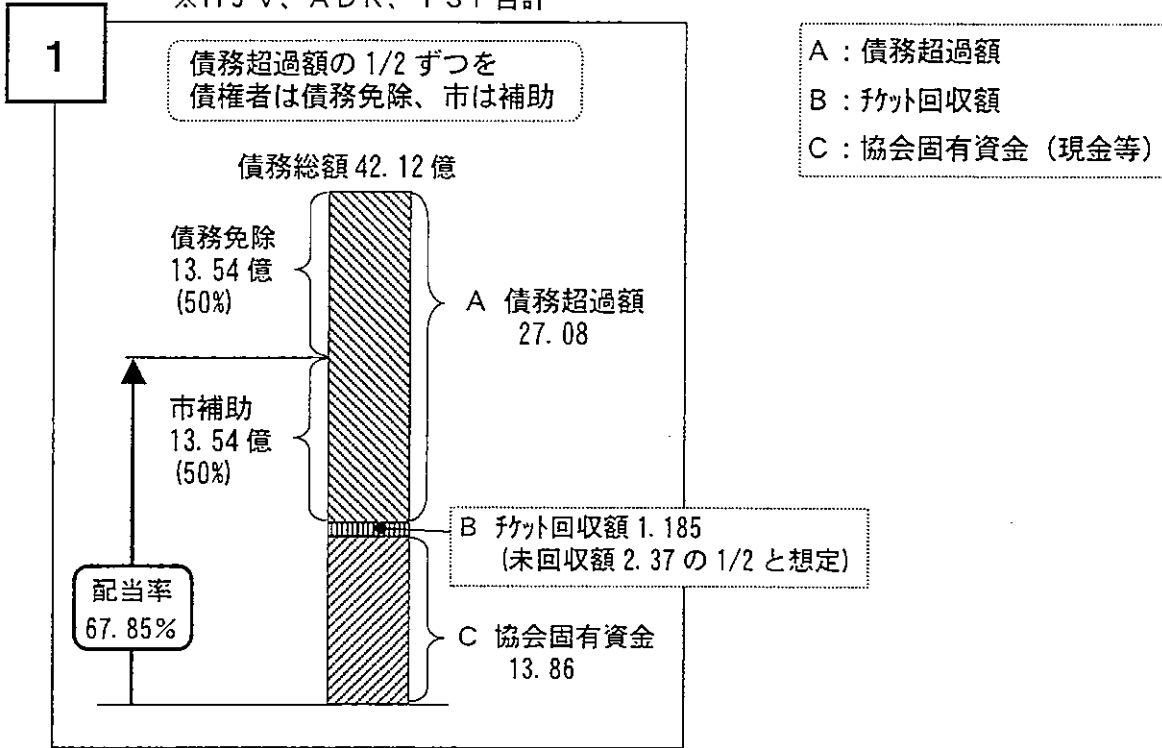 1
債務超過額の 1/2 ずつを
債権者は債務免除、市は補助
A：債務超過額
B：ﾁｹｯﾄ回収額
C：協会固有資金（現金等）
債務総額 42.12 億
債務免除
13.54 億
(50%)
A 債務超過額
27.08
市補助
13.54 億
(50%)
B ﾁｹｯﾄ回収額 1.185
(未回収額 2.37 の 1/2 と想定)
配当率
67.85%
C 協会固有資金
13.86